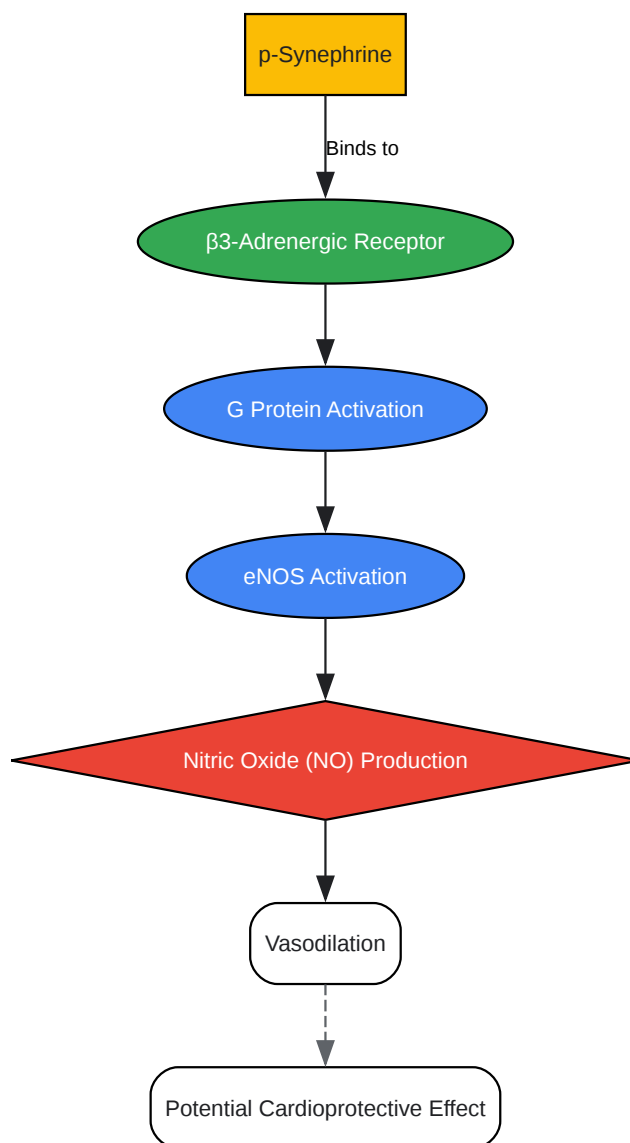 p-Synephrine
Binds to
β3-Adrenergic Receptor
G Protein Activation
eNOS Activation
Nitric Oxide (NO) Production
Vasodilation
Potential Cardioprotective Effect